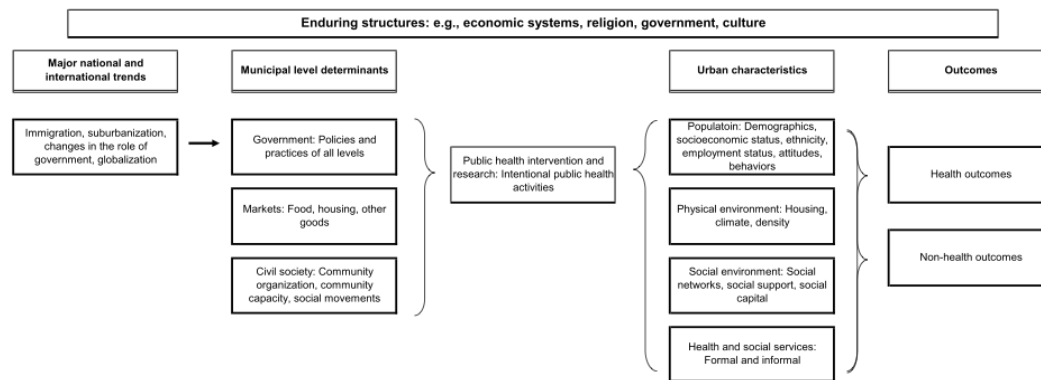 Enduring structures: e.g., economic systems, religion, government, culture
Major national and
international trends
Municipal level determinants
Urban characteristics
Outcomes
Immigration, suburbanization,
changes in the role of
government, globalization
Government: Policies and
practices of all levels
Markets: Food, housing, other
goods
Civil society: Community
organization, community
capacity, social movements
Public health intervention and
research: Intentional public health
activities
Populatoin: Demographics,
socioeconomic status, ethnicity,
employment status, attitudes,
behaviors
Physical environment: Housing,
climate, density
Social environment: Social
networks, social support, social
capital
Health and social services:
Formal and informal
Health outcomes
Non-health outcomes